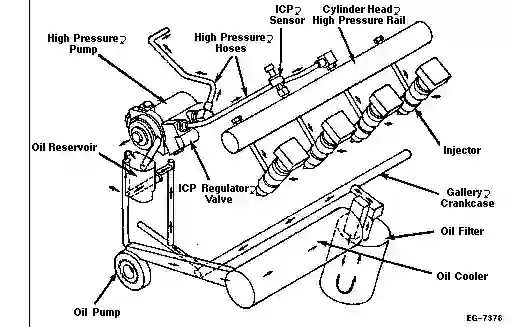 ICP
Sensor
Cylinder Head
High Pressure Rail
High Pressure
Pump
High Pressure
Hoses
Oil Reservoir
Injector
ICP Regulator
Valve
Gallery
Crankcase
Oil Filter
Oil Cooler
Oil Pump
EG-7378